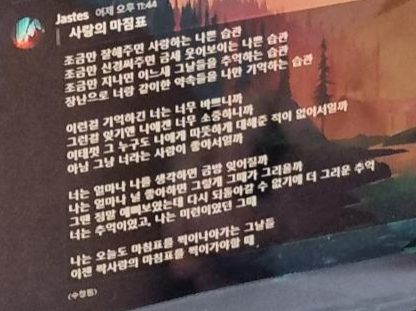 Jastes 어제 오후 11:44
사랑의 마침표
조금만 잘해주면 사랑하는 나쁜 습관
조금만 신경써주면 금세 웃어보이는 나쁜 습관
조금만 지나면 어느새 그날들을 추억하는 습관
장난으로 너랑 같이한 약속들을 나만 기억하는 습관
이런걸 기억하긴 너는 너무 바쁘니까
그런걸 잊기엔 나에겐 너무 소중하니까
여태껏 그 누구도 나에게 따뜻하게 대해준 적이 없어서일까
아님 그냥 너라는 사람이 좋아서일까
너는 얼마나 나를 생각하면 금방 잊어질까
나는 얼마나 널 좋아하면 그렇게 그때가 그리울까
그땐 정말 예뻐보였는데 다시 되돌아갈 수 없기에 더 그리운 추억
너는 추억이었고, 나는 미련이였던 그때
나는 오늘도 마침표를 찍어나아가는 그날들
이젠 짝사랑의 마침표를 찍어가야할 때
(수정됨)